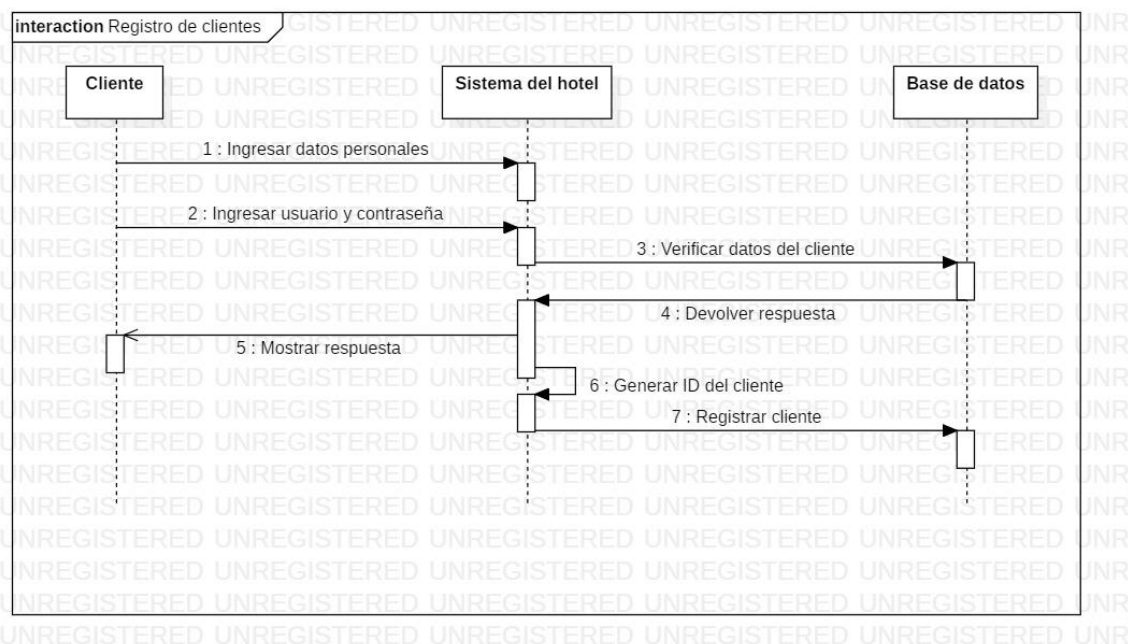 interaction Registro de clientes
Cliente
Sistema del hotel
Base de datos
1 : Ingresar datos personales
2 : Ingresar usuario y contraseña
3 : Verificar datos del cliente
4 : Devolver respuesta
5 : Mostrar respuesta
6 : Generar ID del cliente
7 : Registrar cliente
UNREGISTERED